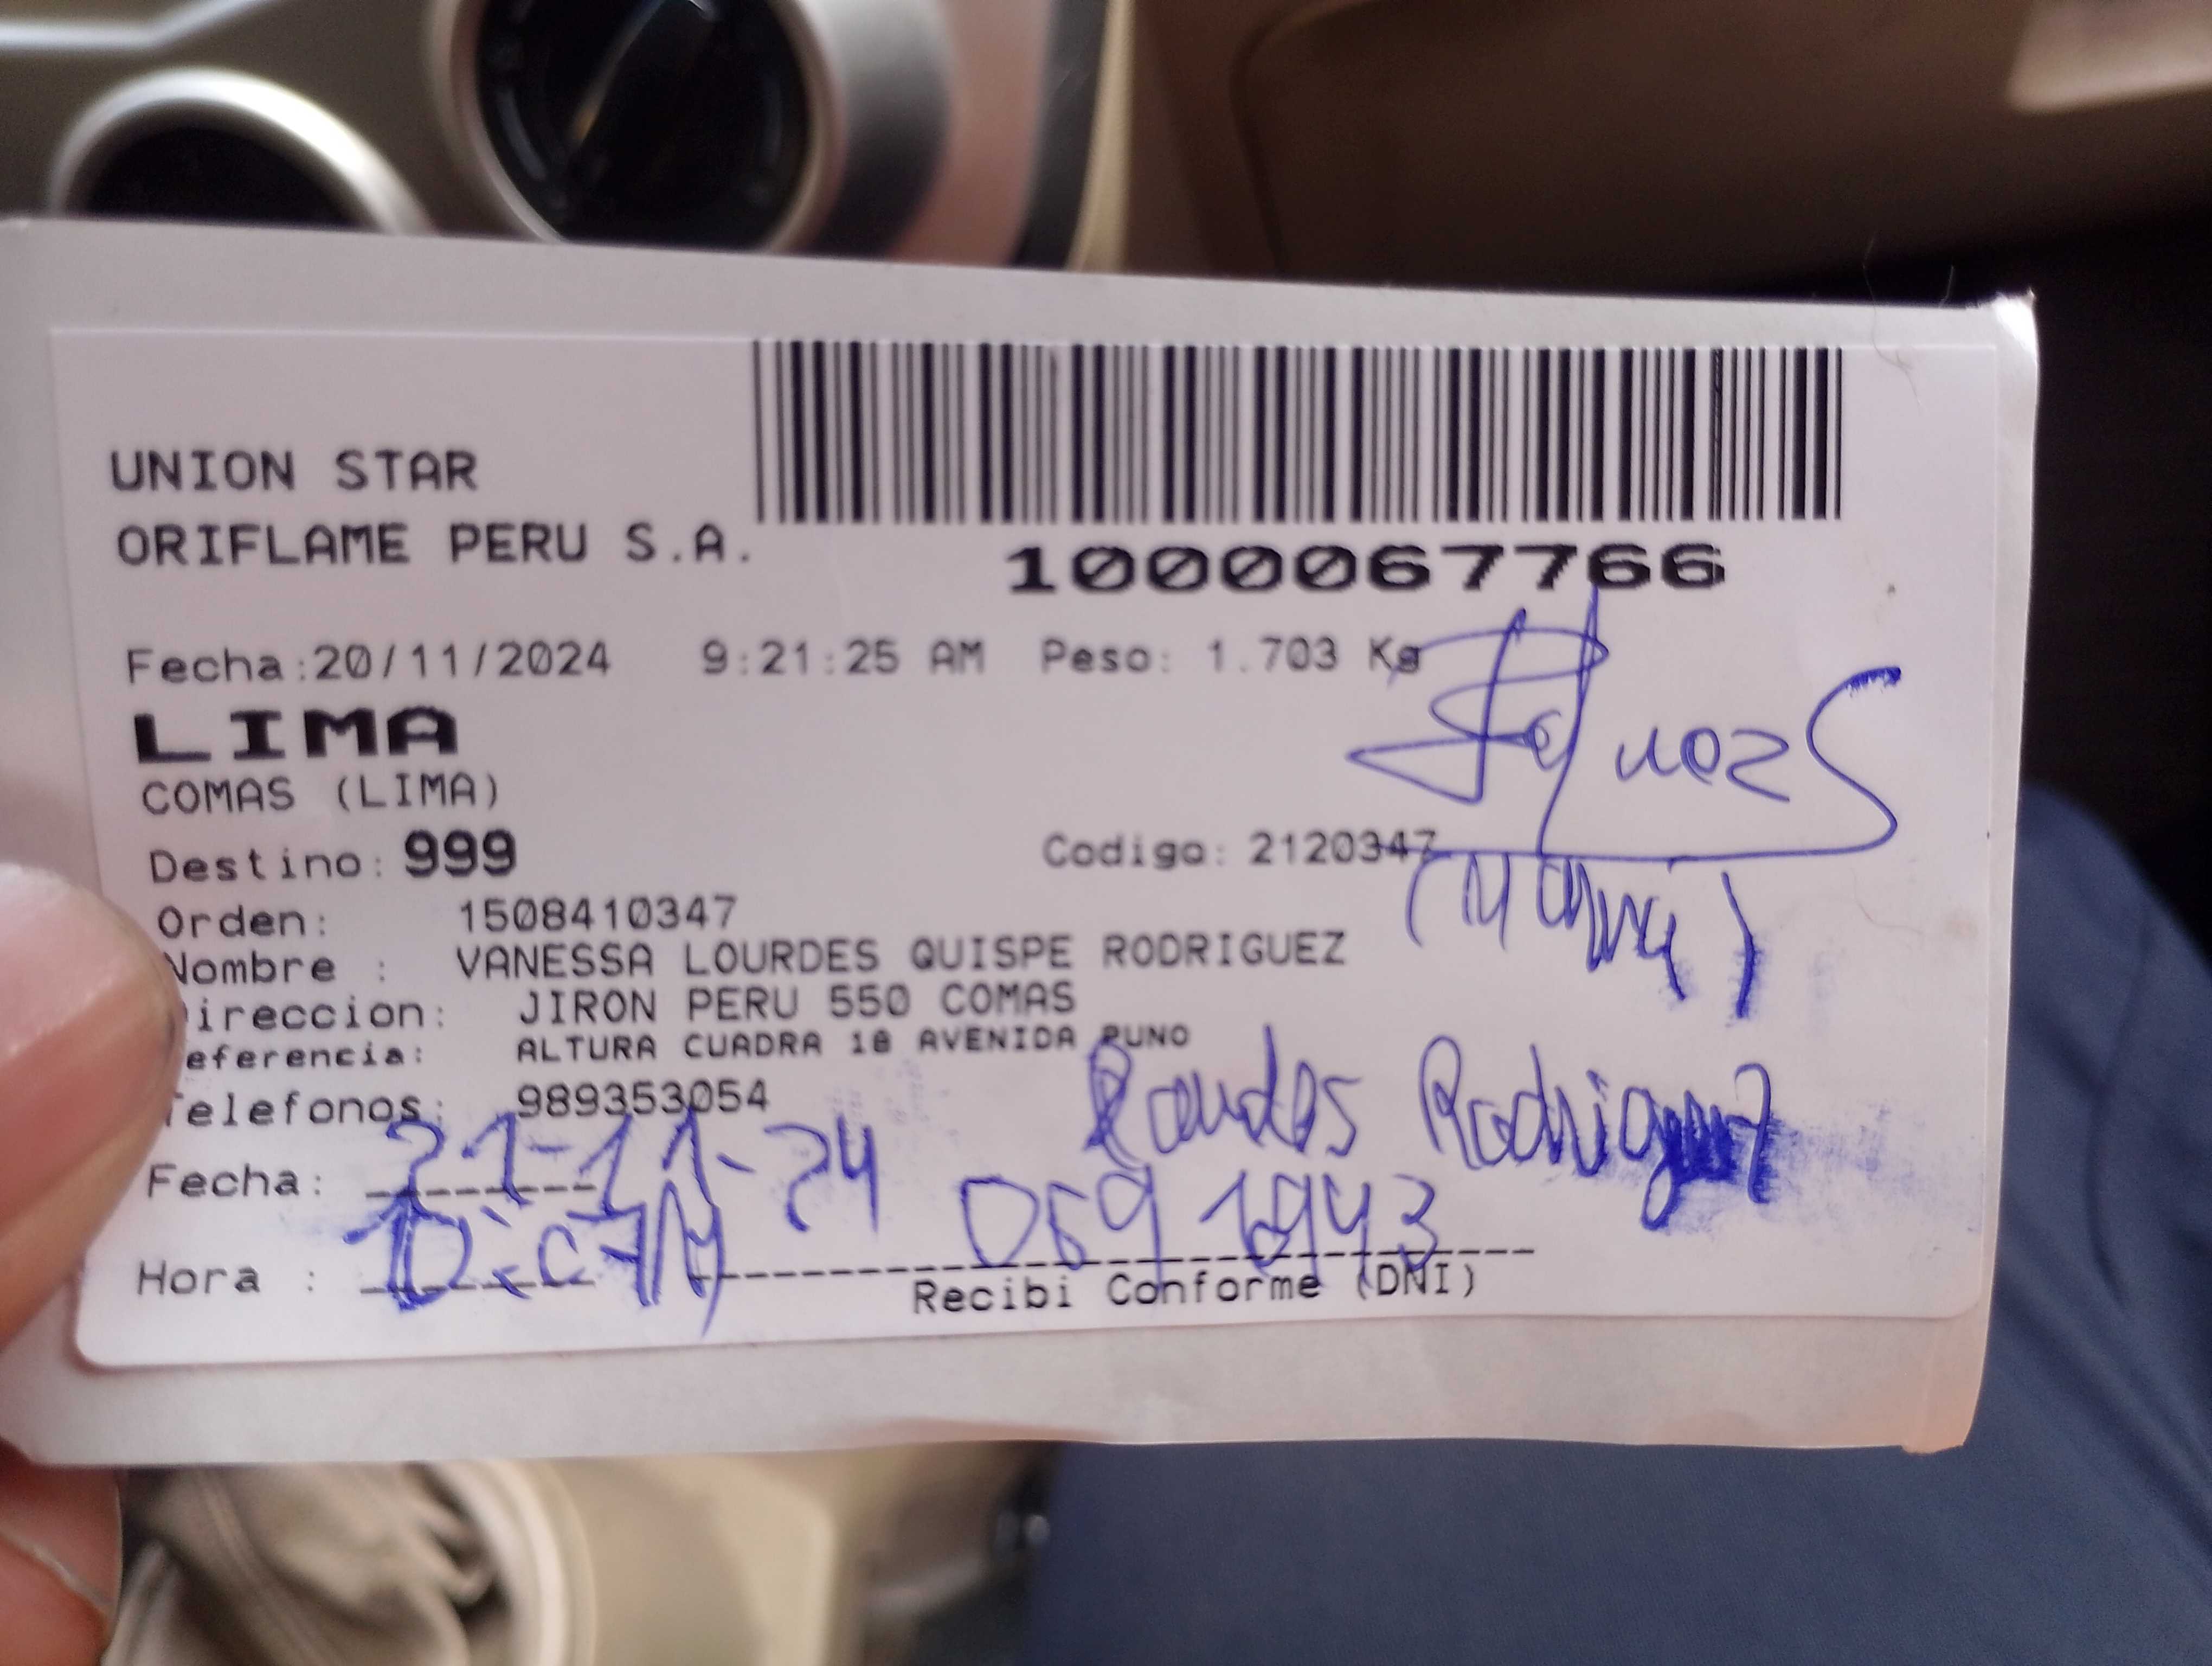 UNION STAR
ORIFLAME PERU S.A.
1000067766
Fecha:20/11/2024 9:21:25 AM Peso: 1.703 Kg
LIMA
COMAS (LIMA)
Destino: 999 Codigo: 2120347
Orden: 1508410347
Nombre : VANESSA LOURDES QUISPE RODRIGUEZ
(Mamá)
ireccion: JIRON PERU 550 COMAS
eferencia: ALTURA CUADRA 18 AVENIDA PUNO
Telefonos: 989353054
Rodriguez
Fecha: 21-11-24
Hora :
Recibi Conforme (DNI)